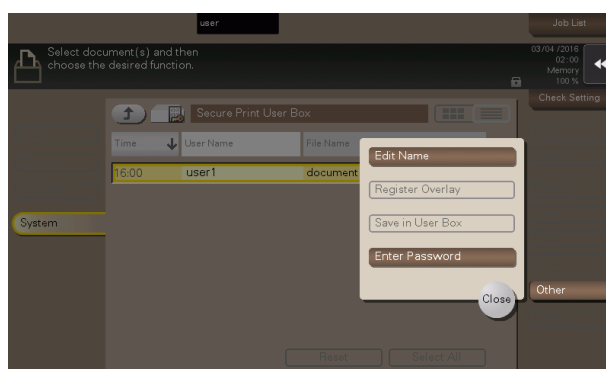 user
Job List
Select document(s) and then
choose the desired function.
03/04 /2016
02:00
Memory
100 %
Check Setting
Secure Print User Box
Time
User Name
File Name
16:00
user1
document
Edit Name
Register Overlay
Save in User Box
Enter Password
Close
System
Other
Reset
Select All